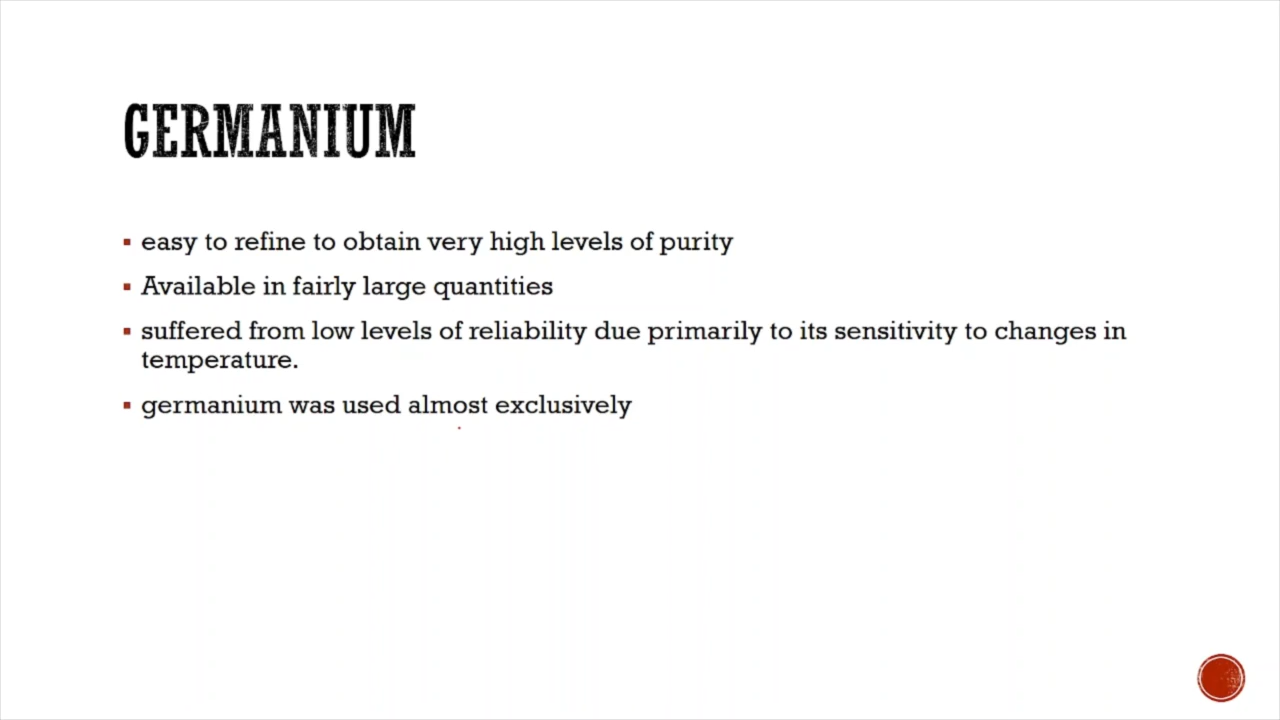 GERMANIUM
easy to refine to obtain very high levels of purity
Available in fairly large quantities
suffered from low levels of reliability due primarily to its sensitivity to changes in
temperature.
germanium was used almost exclusively